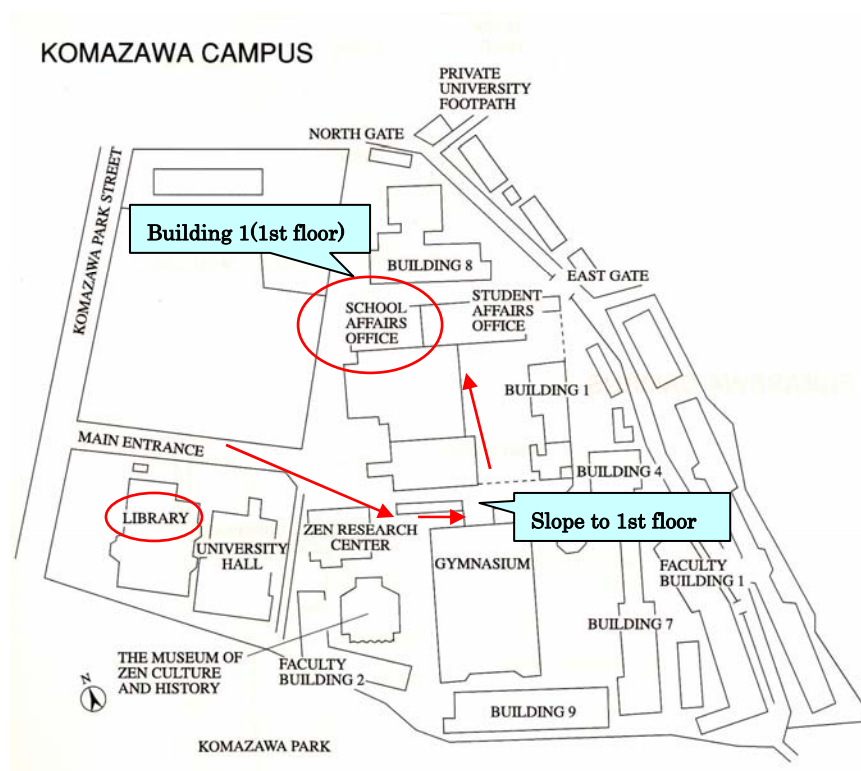 KOMAZAWA CAMPUS
PRIVATE
UNIVERSITY
FOOTPATH
NORTH GATE
KOMAZAWA PARK STREET
Building 1(1st floor)
BUILDING 8
EAST GATE
SCHOOL
AFFAIRS
OFFICE
STUDENT
AFFAIRS
OFFICE
BUILDING 1
MAIN ENTRANCE
BUILDING 4
LIBRARY
Slope to 1st floor
UNIVERSITY
HALL
ZEN RESEARCH
CENTER
GYMNASIUM
FACULTY
BUILDING 1
BUILDING 7
THE MUSEUM OF
ZEN CULTURE
AND HISTORY
FACULTY
BUILDING 2
N
BUILDING 9
KOMAZAWA PARK